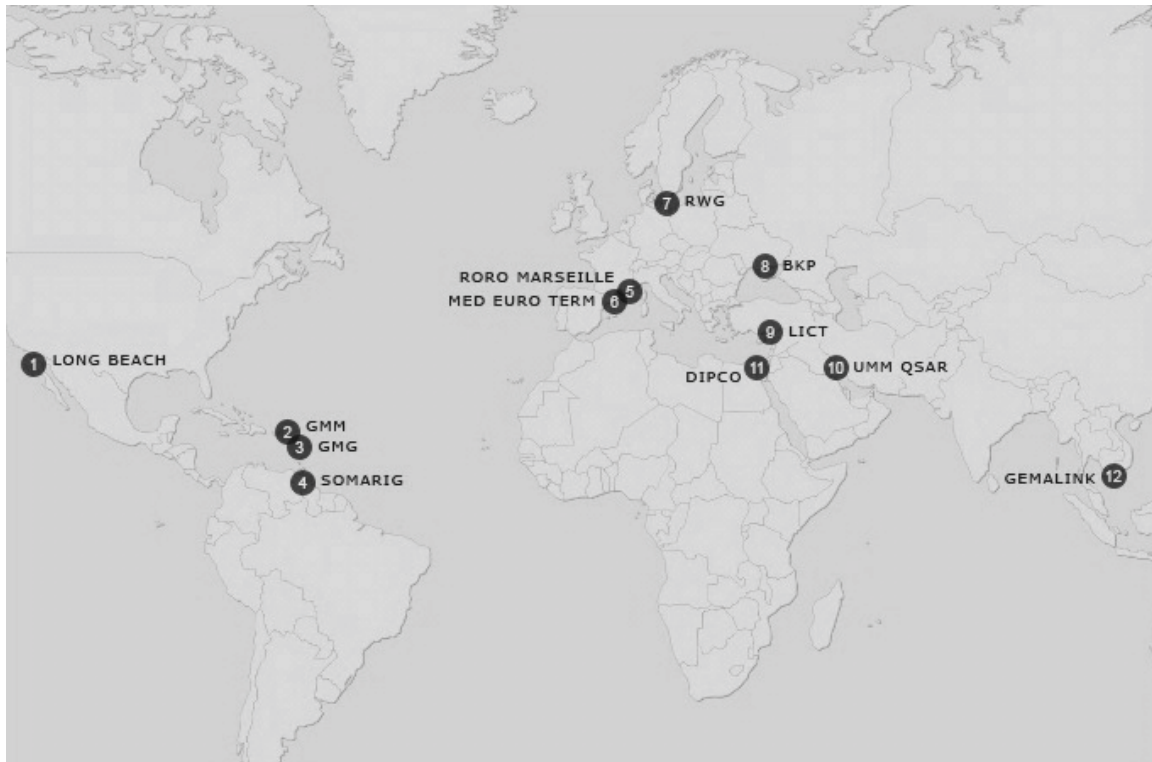 1 LONG BEACH
2 GMM
3 GMG
4 SOMARIG
RORO MARSEILLE 5
MED EURO TERM 6
7 RWG
8 BKP
9 LICT
10 UMM QSAR
DIPCO 11
GEMALINK 12